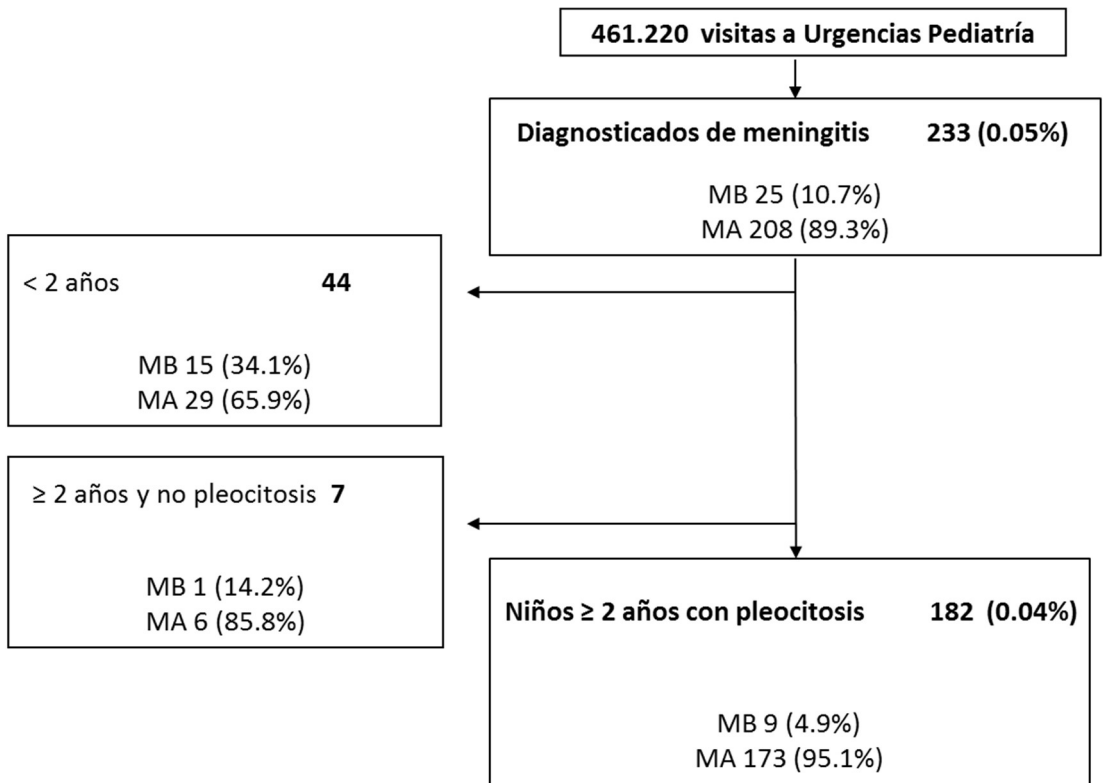 461.220 visitas a Urgencias Pediatría
Diagnosticados de meningitis 233 (0.05%)
MB 25 (10.7%)
MA 208 (89.3%)
< 2 años 44
MB 15 (34.1%)
MA 29 (65.9%)
≥ 2 años y no pleocitosis 7
MB 1 (14.2%)
MA 6 (85.8%)
Niños ≥ 2 años con pleocitosis 182 (0.04%)
MB 9 (4.9%)
MA 173 (95.1%)